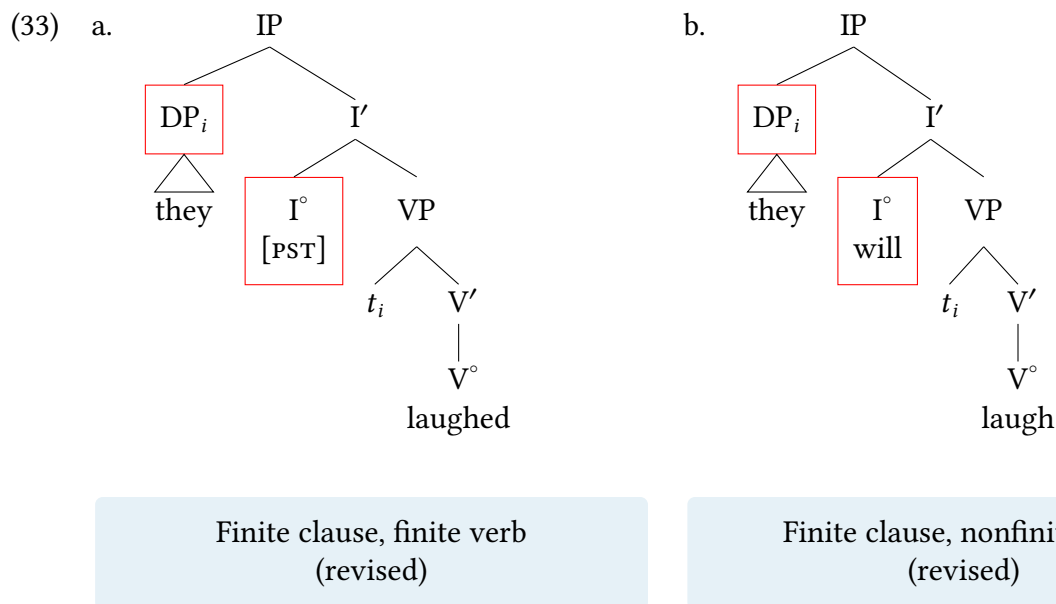 (33) a. IP b. IP
DPᵢ I′ DPᵢ I′
they I° VP they I° VP
[PST] will
tᵢ V′ tᵢ V′
V° V°
laughed laugh
Finite clause, finite verb Finite clause, nonfinit
(revised) (revised)